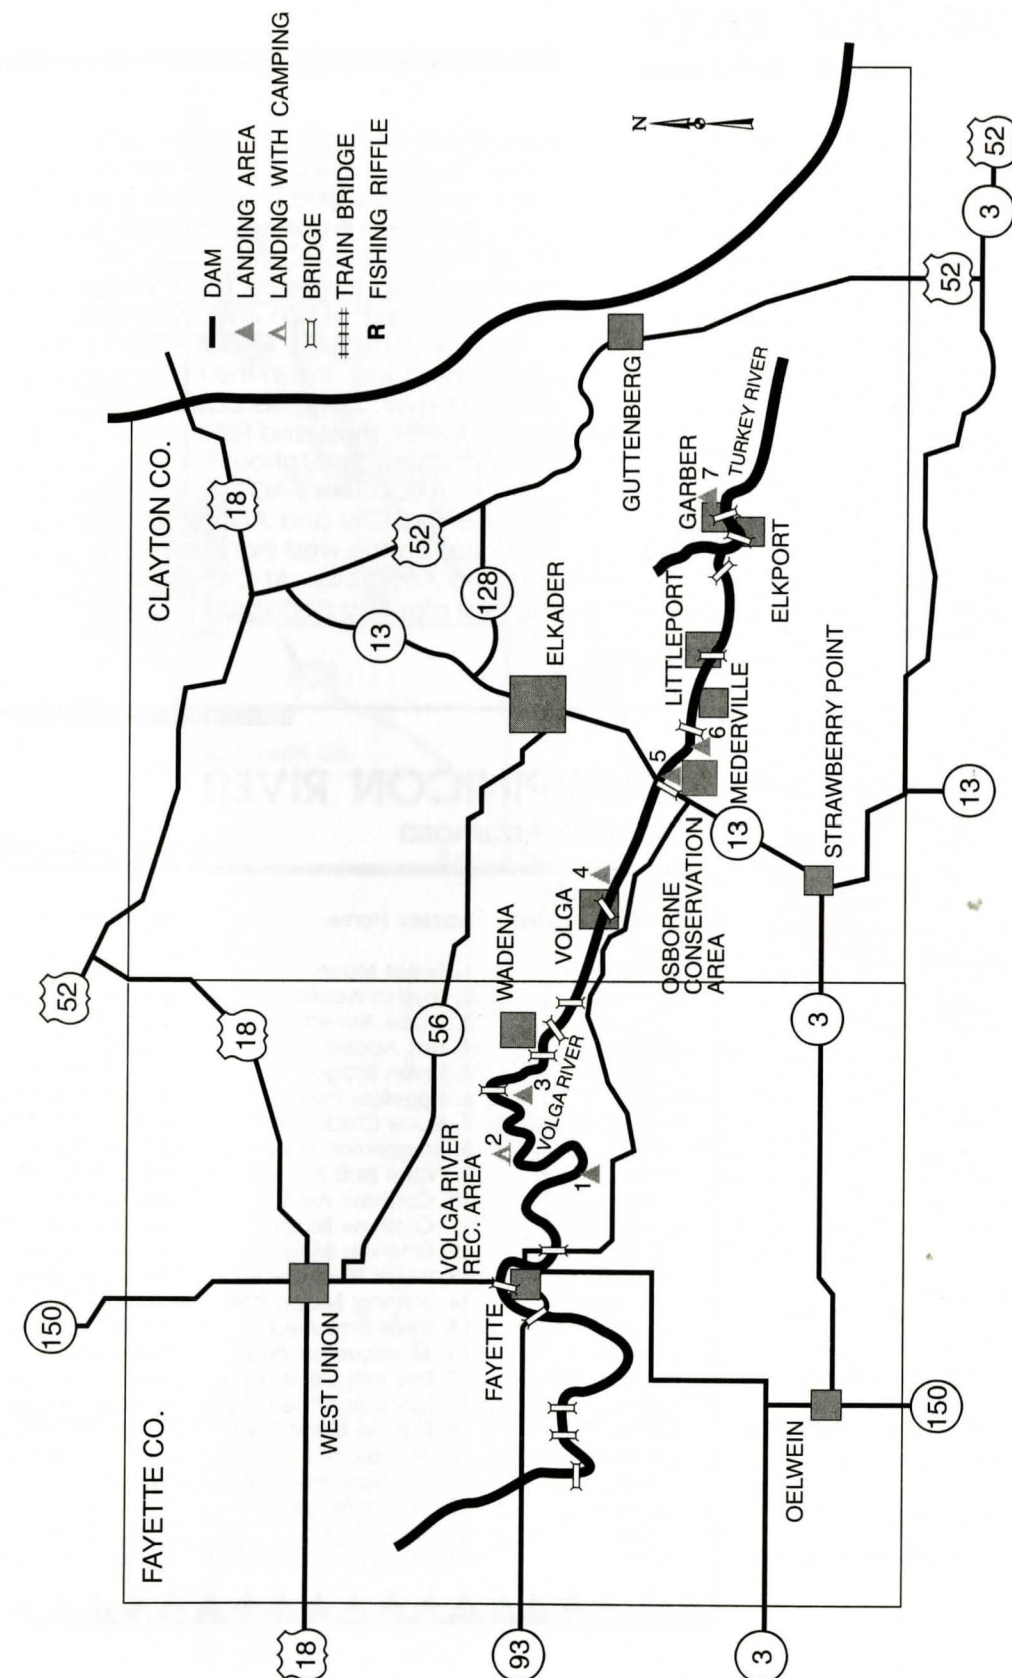 FAYETTE CO.
CLAYTON CO.
DAM
LANDING AREA
LANDING WITH CAMPING
BRIDGE
TRAIN BRIDGE
R FISHING RIFFLE
N
150
52
18
18
13
52
128
18
WEST UNION
56
ELKADER
GUTTENBERG
93
FAYETTE
VOLGA RIVER
REC. AREA
WADENA
VOLGA
1
2
3
VOLGA RIVER
4
5
6
7
OSBORNE
CONSERVATION
AREA
13
MEDERVILLE
LITTLEPORT
ELKPORT
GARBER
TURKEY RIVER
STRAWBERRY POINT
3
OELWEIN
3
150
13
52
3
52